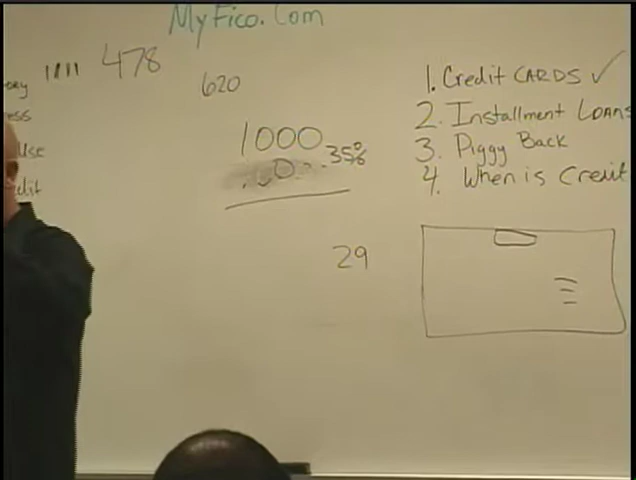 MyFico.Com
478
620
1000
35%
29
use
1. Credit CARDS ✓
2. Installment LOANS
3. Piggy Back
4. When is Credit